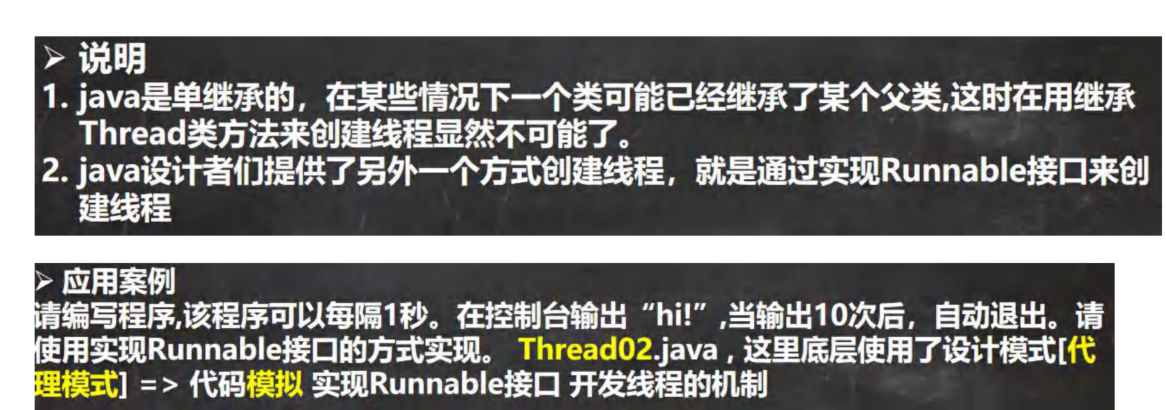 ➢ 说明
1. java是单继承的，在某些情况下一个类可能已经继承了某个父类,这时在用继承
Thread类方法来创建线程显然不可能了。
2. java设计者们提供了另外一个方式创建线程，就是通过实现Runnable接口来创
建线程
➢ 应用案例
请编写程序,该程序可以每隔1秒。在控制台输出“hi!”,当输出10次后，自动退出。请
使用实现Runnable接口的方式实现。 Thread02.java , 这里底层使用了设计模式[代
理模式] => 代码模拟 实现Runnable接口 开发线程的机制